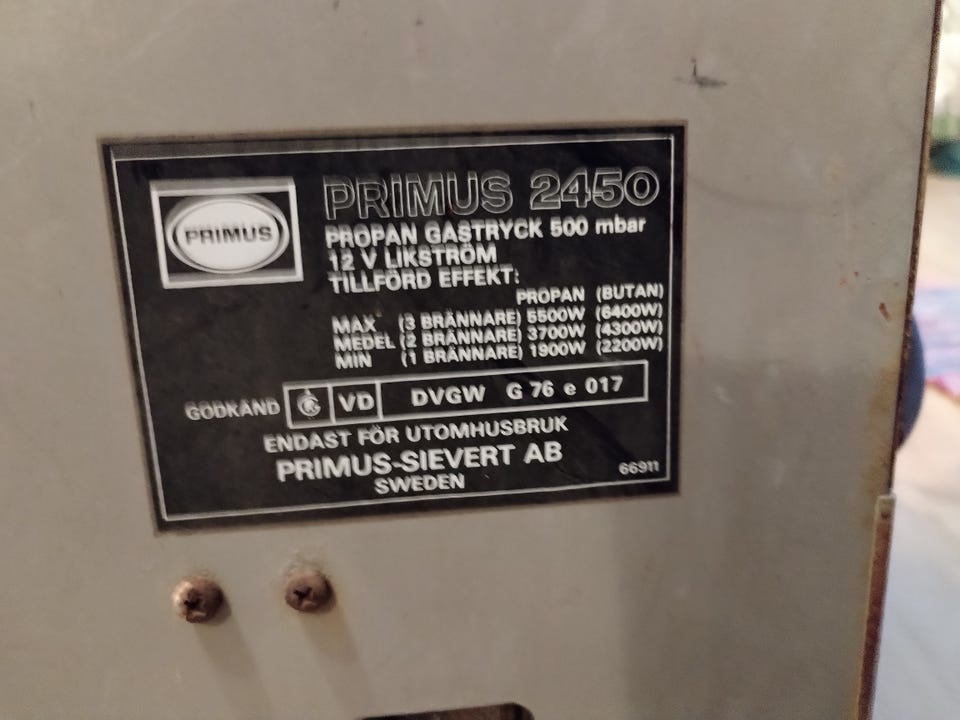 PRIMUS
PRIMUS 2450
PROPAN GASTRYCK 500 mbar
12 V LIKSTRÖM
TILLFÖRD EFFEKT:
PROPAN (BUTAN)
MAX (3 BRÄNNARE) 5500W (6400W)
MEDEL (2 BRÄNNARE) 3700W (4300W)
MIN (1 BRÄNNARE) 1900W (2200W)
GODKÄND VD DVGW G 76 e 017
ENDAST FÖR UTOMHUSBRUK
PRIMUS-SIEVERT AB
SWEDEN
66911